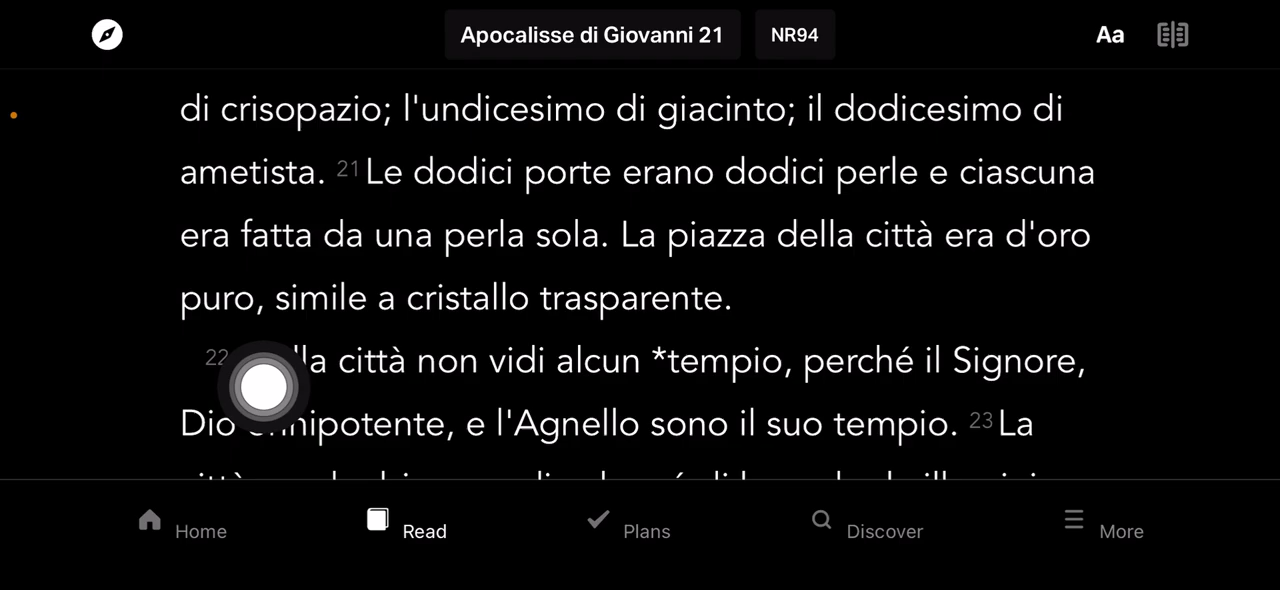 Apocalisse di Giovanni 21
NR94
Aa
di crisopazio; l'undicesimo di giacinto; il dodicesimo di
ametista. 21 Le dodici porte erano dodici perle e ciascuna
era fatta da una perla sola. La piazza della città era d'oro
puro, simile a cristallo trasparente.
22 città non vidi alcun *tempio, perché il Signore,
Dio e l'Agnello sono il suo tempio. 23 La
Home
Read
Plans
Discover
More